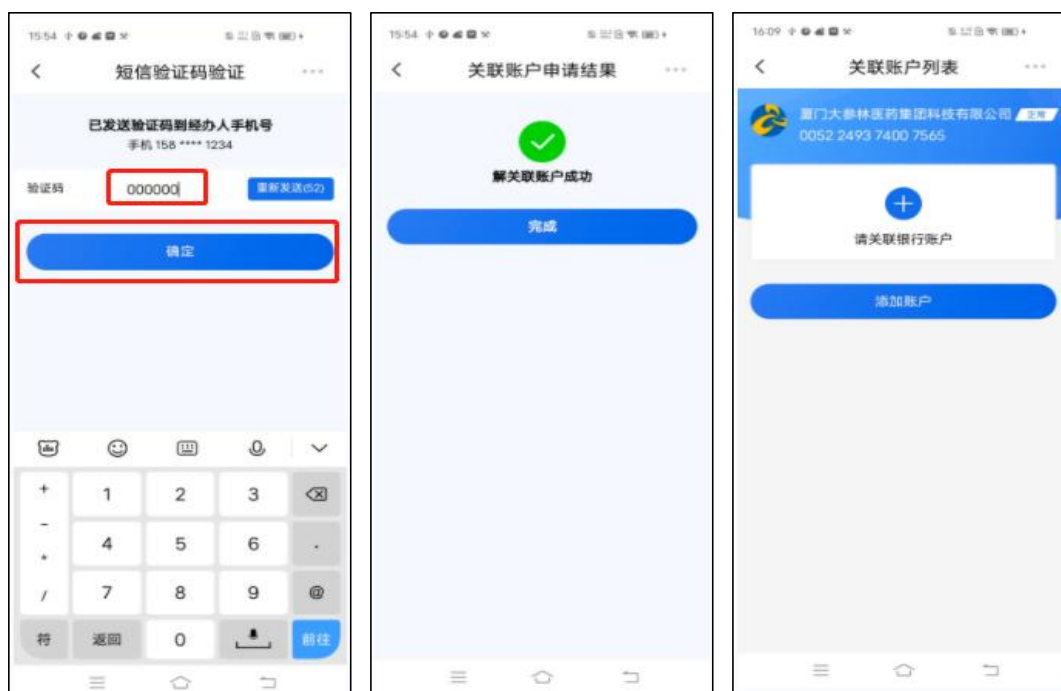 15:54
短信验证码验证
已发送验证码到经办人手机号
手机 158 **** 1234
验证码
000000
重新发送(52)
确定
+
1
2
3
-
4
5
6
.
*
/
7
8
9
@
符
返回
0
前往
15:54
关联账户申请结果
解关联账户成功
完成
16:09
关联账户列表
厦门大参林医药集团科技有限公司
正常
0052 2493 7400 7565
请关联银行账户
添加账户